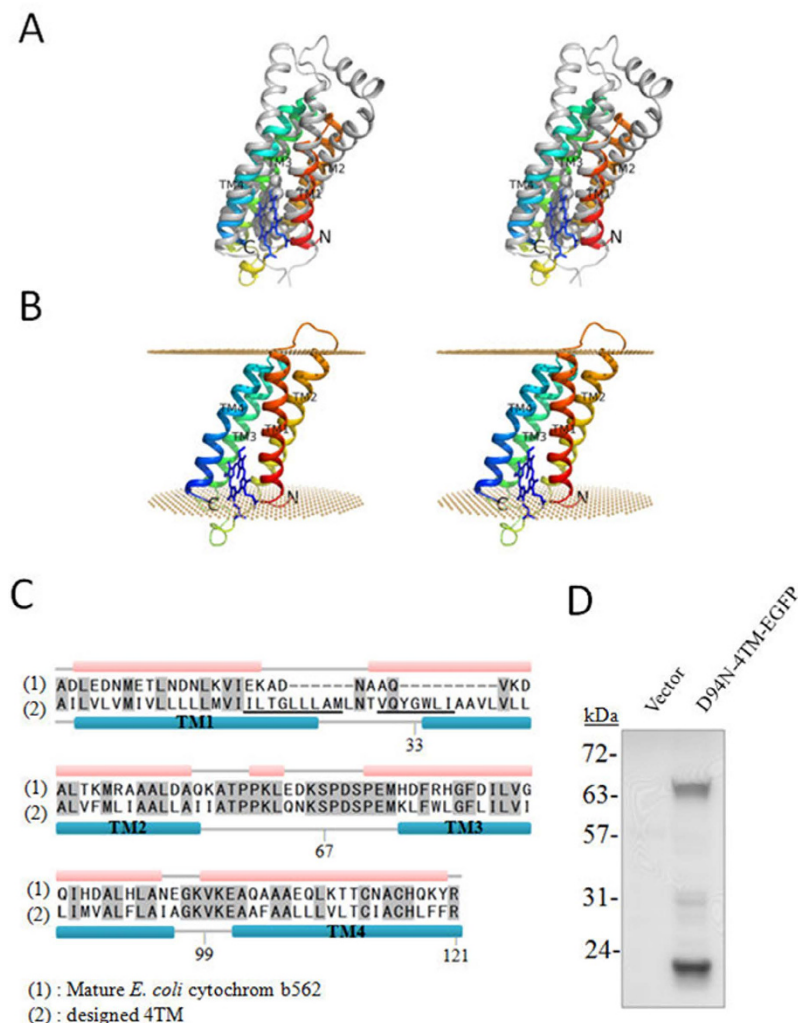 A
TM3
TM2
TM4
TM1
C
N
TM3
TM2
TM4
TM1
C
N
B
TM4
TM2
TM3
TM1
C
N
TM4
TM2
TM3
TM1
C
N
C
(1) ADLEDNMETLNDNLKVIEKAD------NAAQ---------VKD
(2) AILVLVMIVLLLLLMVIILTGLLLAMLNTVQYGWLIAAVLVLL
TM1
33
(1) ALTKMRAAALDAQKATPPKLEDKSPDSPEMHDFRHGFDILVG
(2) ALVFMLIAALLAIIATPPKLQNKSPDSPEMKLFWLGFLILVI
TM2 TM3
67
(1) QIHDALHLANEGKVKEAQAAAEQLKTTCNACHQKYR
(2) LIMVALFLAIAGKVKEAAFAALLLVLTCIACHLFFR
TM4
99 121
(1) : Mature E. coli cytochrom b562
(2) : designed 4TM
D
Vector
D94N-4TM-EGFP
kDa
72-
63-
57-
31-
24-